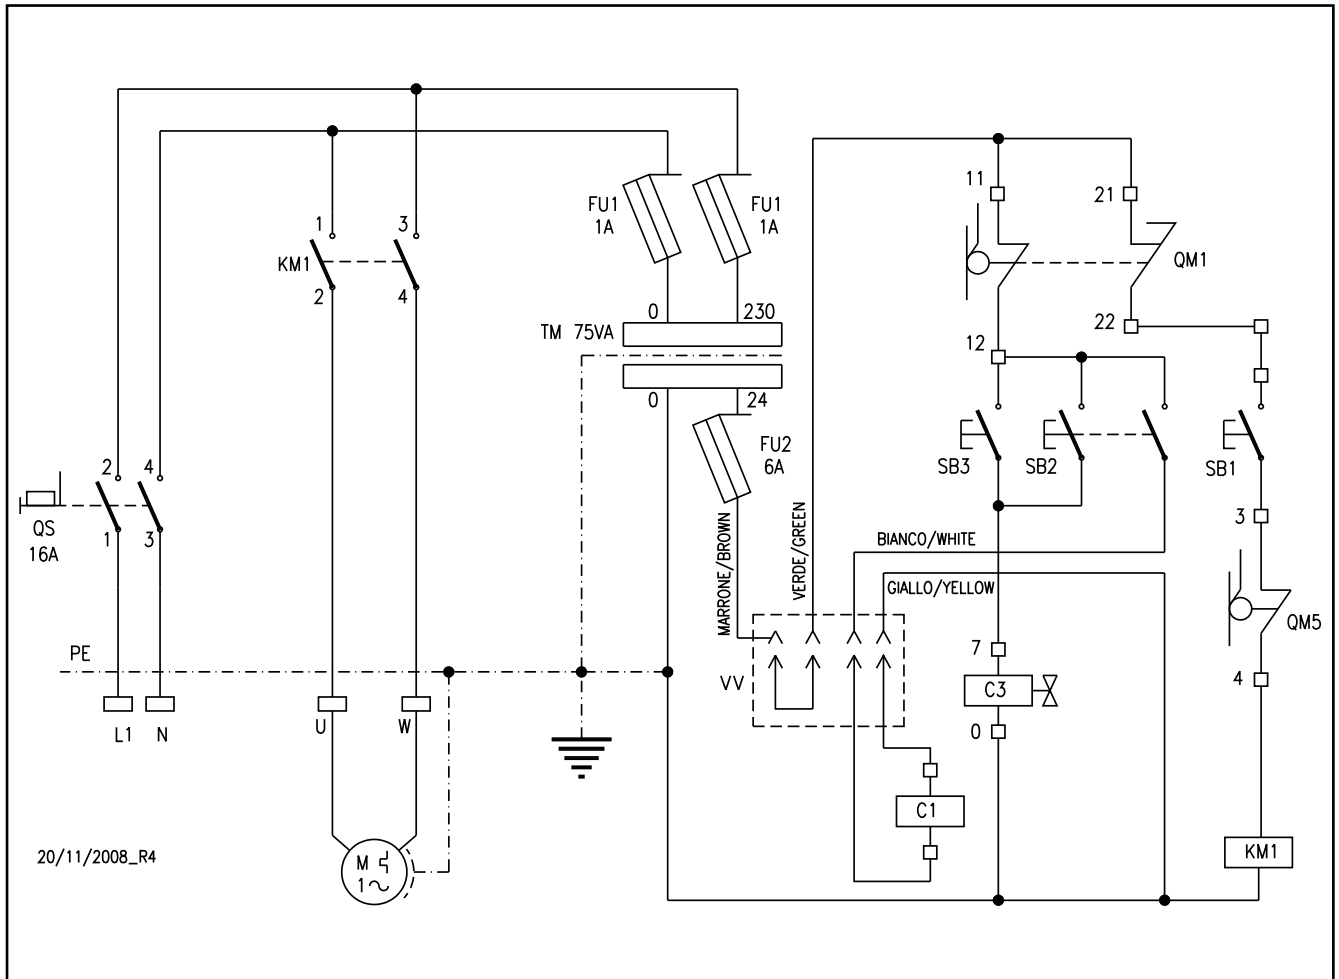 11
21
FU1
1A
FU1
1A
1
3
KM1
QM1
2
4
0
230
TM 75VA
22
12
0
24
FU2
6A
2
4
SB3
SB2
SB1
QS
16A
1
3
MARRONE/BROWN
VERDE/GREEN
BIANCO/WHITE
3
GIALLO/YELLOW
QM5
PE
7
VV
C3
4
L1
N
U
W
0
C1
KM1
20/11/2008_R4
M
1~